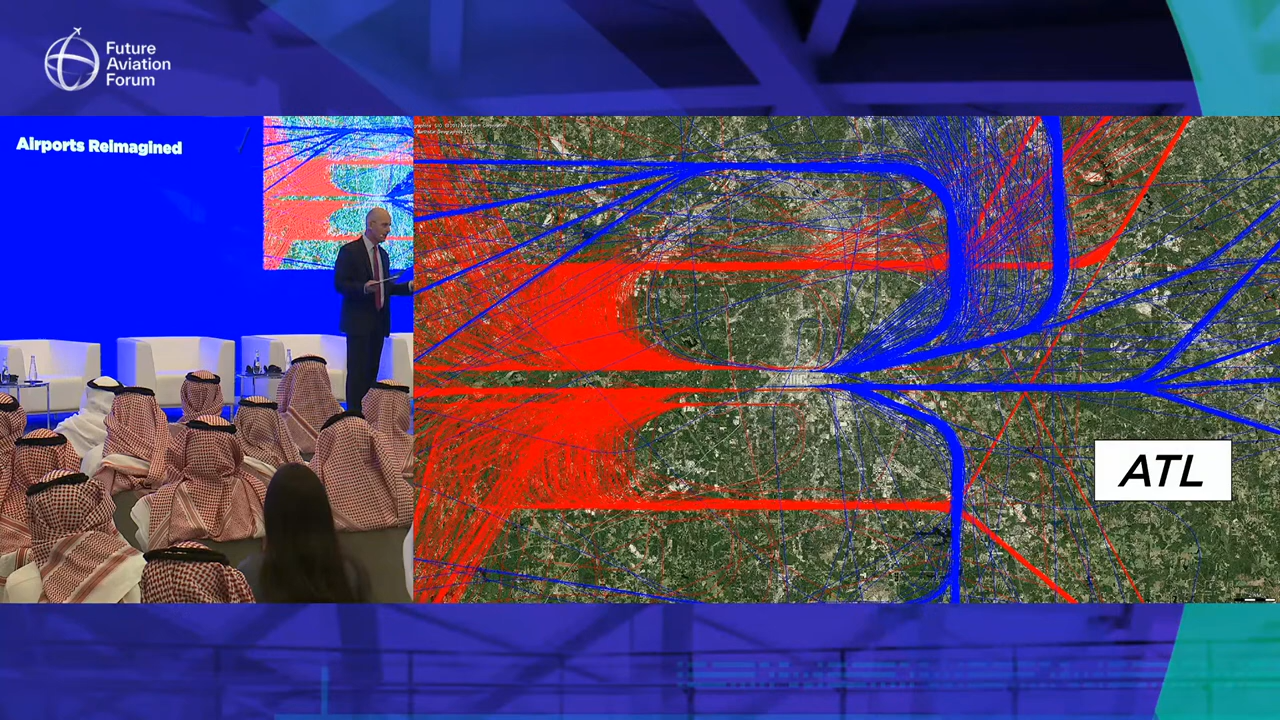 Future
Aviation
Forum
Airports Reimagined
ATL